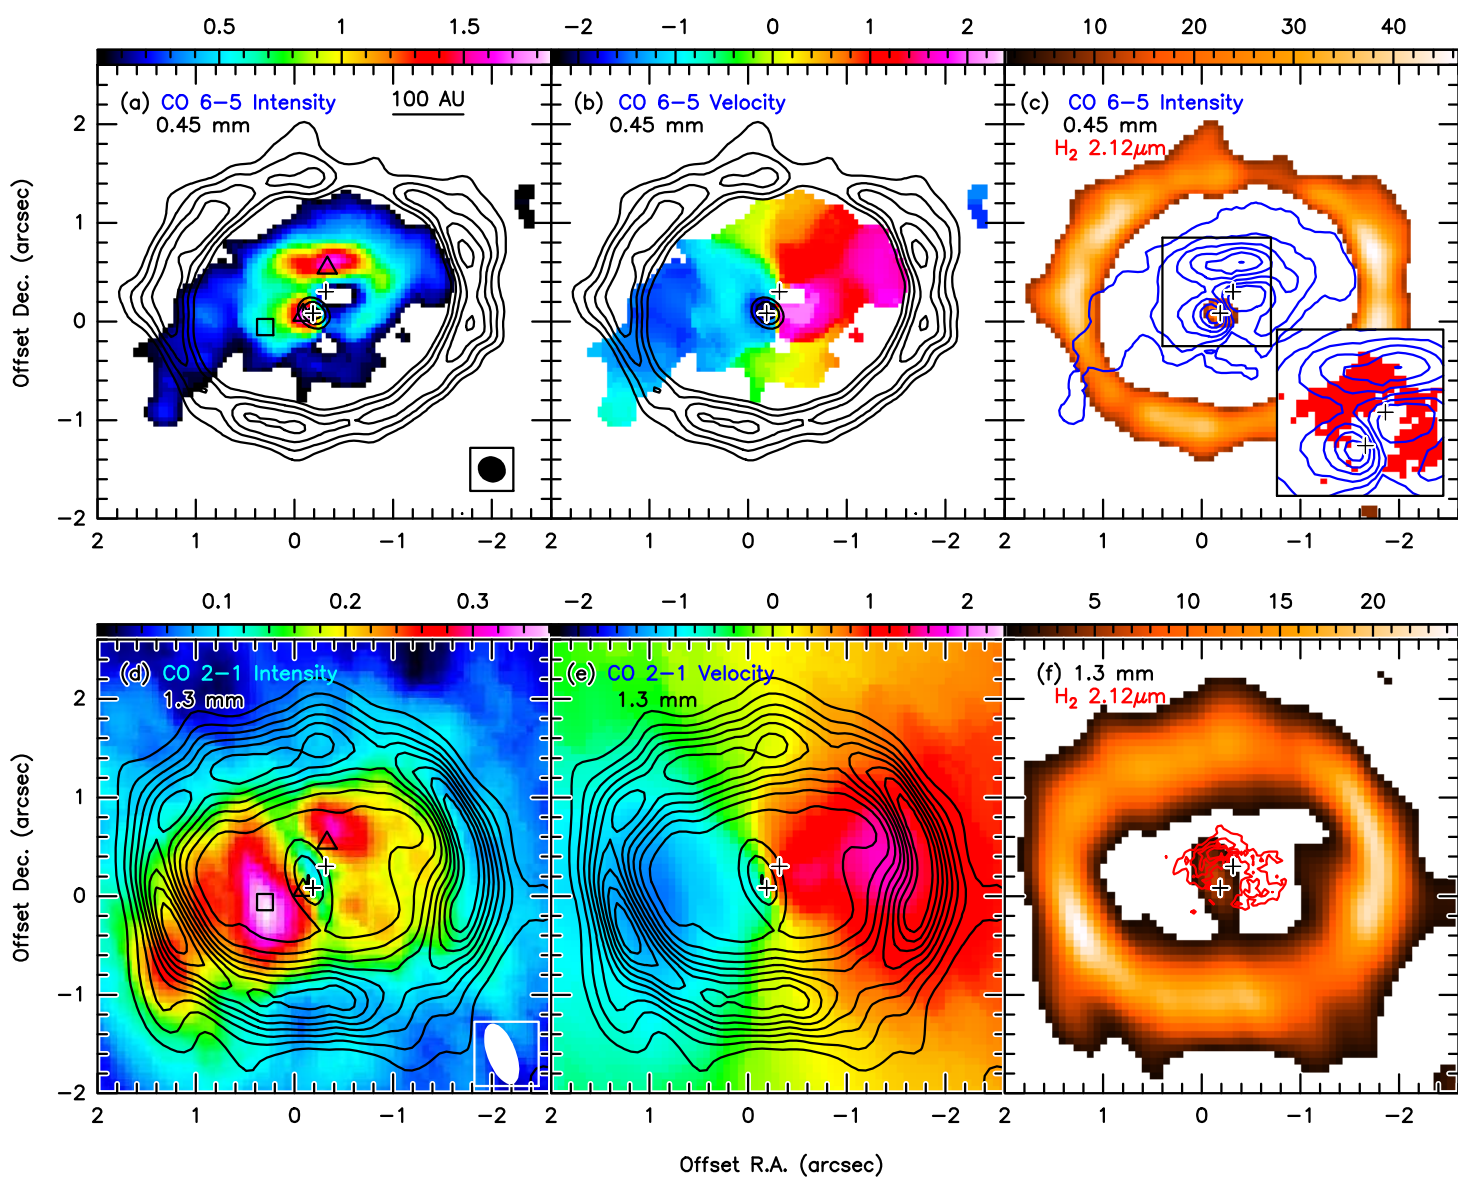 0.5 1 1.5
−2 −1 0 1 2
10 20 30 40
(a) CO 6−5 Intensity
0.45 mm
100 AU
(b) CO 6−5 Velocity
0.45 mm
(c) CO 6−5 Intensity
0.45 mm
H2 2.12μm
Offset Dec. (arcsec)
2
1
0
−1
−2
2 1 0 −1 −2
2 1 0 −1 −2
1 0 −1 −2
0.1 0.2 0.3
−2 −1 0 1 2
5 10 15 20
(d) CO 2−1 Intensity
1.3 mm
(e) CO 2−1 Velocity
1.3 mm
(f) 1.3 mm
H2 2.12μm
Offset Dec. (arcsec)
2
1
0
−1
−2
2 1 0 −1 −2
2 1 0 −1 −2
1 0 −1 −2
Offset R.A. (arcsec)